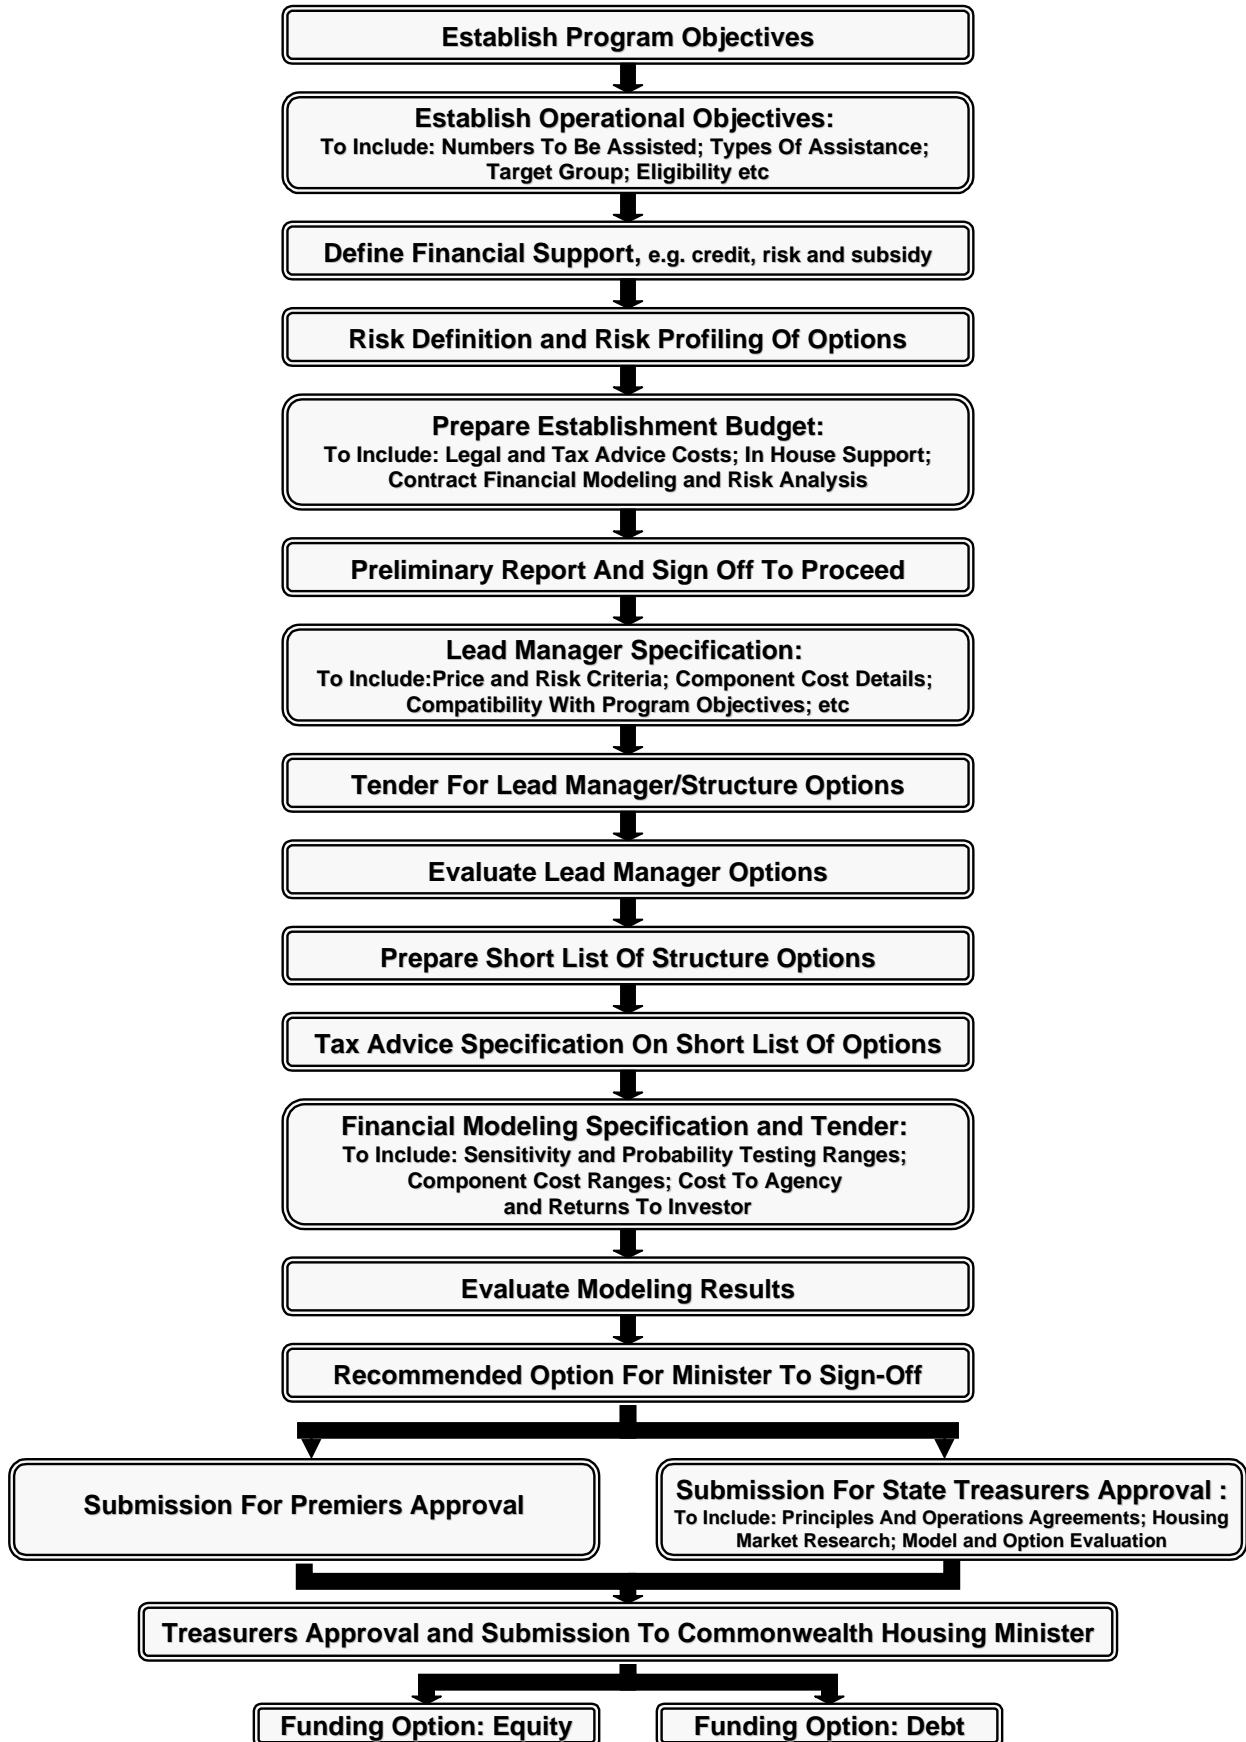 Establish Program Objectives
Establish Operational Objectives:
To Include: Numbers To Be Assisted; Types Of Assistance;
Target Group; Eligibility etc
Define Financial Support, e.g. credit, risk and subsidy
Risk Definition and Risk Profiling Of Options
Prepare Establishment Budget:
To Include: Legal and Tax Advice Costs; In House Support;
Contract Financial Modeling and Risk Analysis
Preliminary Report And Sign Off To Proceed
Lead Manager Specification:
To Include:Price and Risk Criteria; Component Cost Details;
Compatibility With Program Objectives; etc
Tender For Lead Manager/Structure Options
Evaluate Lead Manager Options
Prepare Short List Of Structure Options
Tax Advice Specification On Short List Of Options
Financial Modeling Specification and Tender:
To Include: Sensitivity and Probability Testing Ranges;
Component Cost Ranges; Cost To Agency
and Returns To Investor
Evaluate Modeling Results
Recommended Option For Minister To Sign-Off
Submission For Premiers Approval
Submission For State Treasurers Approval :
To Include: Principles And Operations Agreements; Housing
Market Research; Model and Option Evaluation
Treasurers Approval and Submission To Commonwealth Housing Minister
Funding Option: Equity
Funding Option: Debt